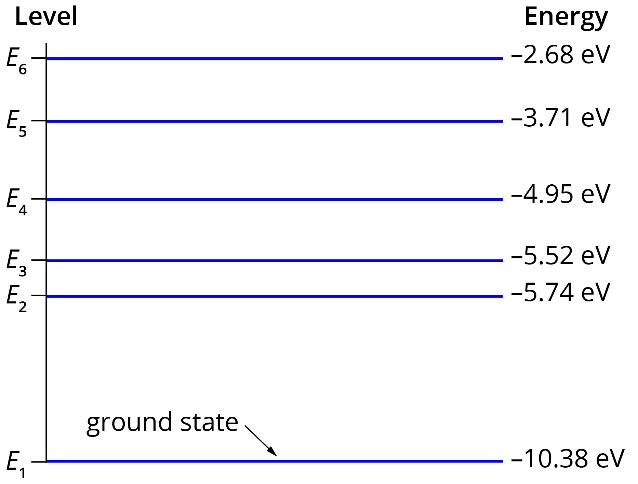 Level Energy
E6 –2.68 eV
E5 –3.71 eV
E4 –4.95 eV
E3 –5.52 eV
E2 –5.74 eV
ground state
E1 –10.38 eV